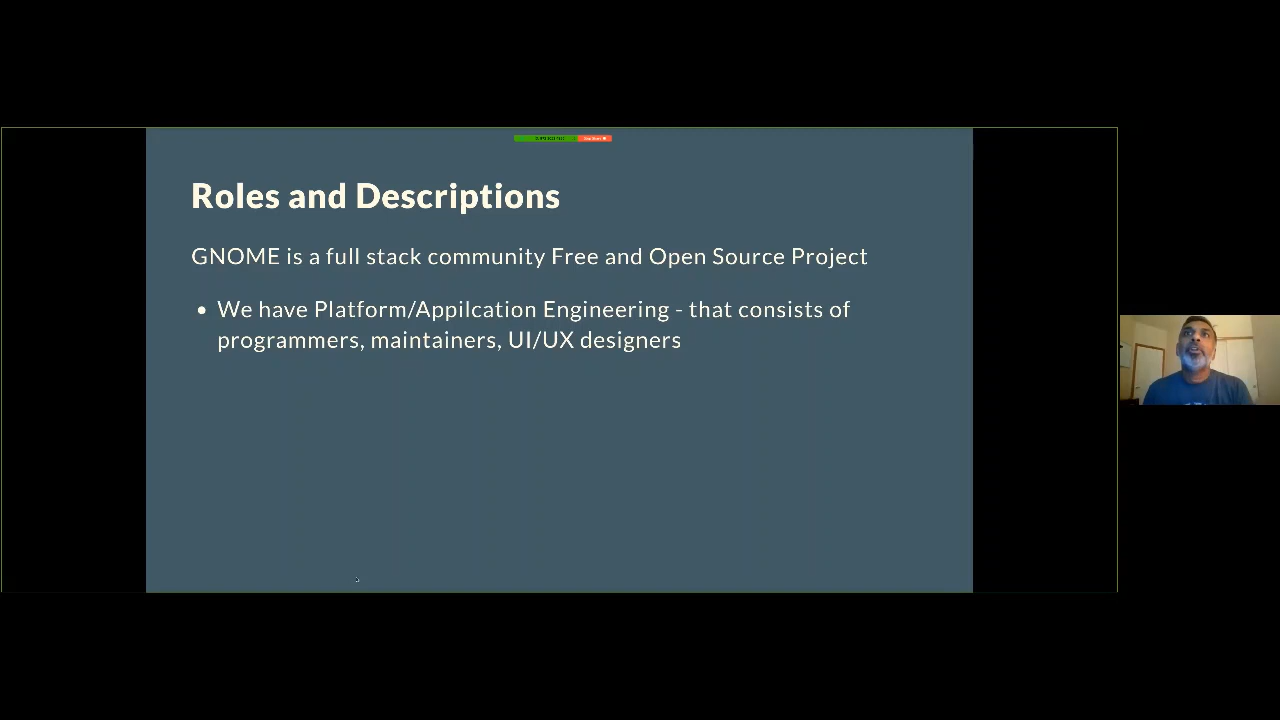 Roles and Descriptions
GNOME is a full stack community Free and Open Source Project
• We have Platform/Appilcation Engineering - that consists of
programmers, maintainers, UI/UX designers